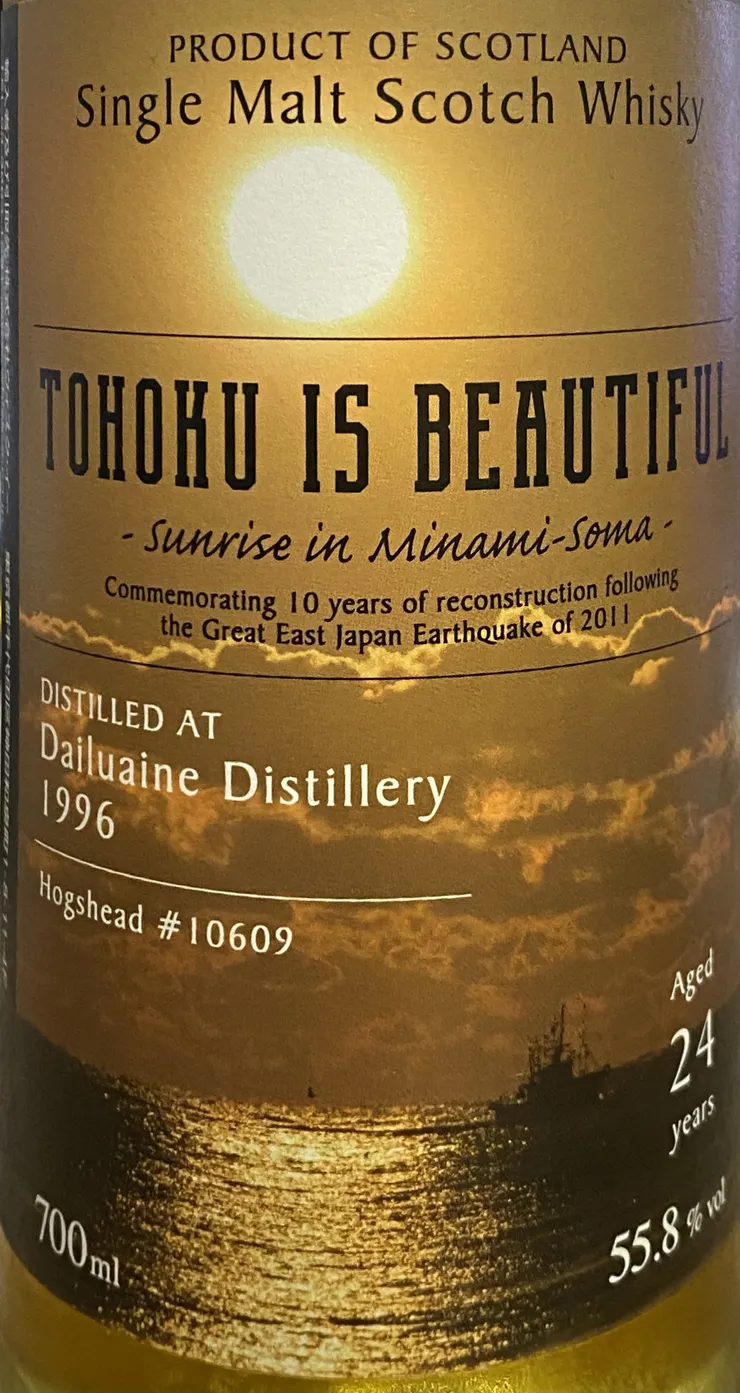 PRODUCT OF SCOTLAND
Single Malt Scotch Whisky
TOHOKU IS BEAUTIFUL
- Sunrise in Minami-Soma -
Commemorating 10 years of reconstruction following
the Great East Japan Earthquake of 2011
DISTILLED AT
Dailuaine Distillery
1996
Hogshead #10609
Aged
24
years
700ml
55.8 % vol